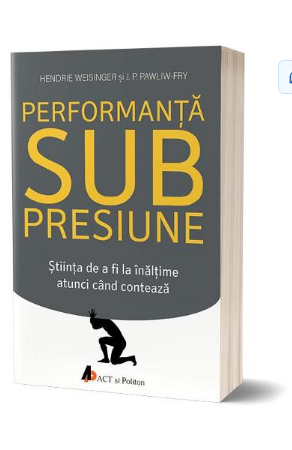 HENDRIE WEISINGER și J. P. PAWLIW-FRY
PERFORMANȚĂ
SUB
PRESIUNE
Știința de a fi la înălțime
atunci când contează
ACT și Politon